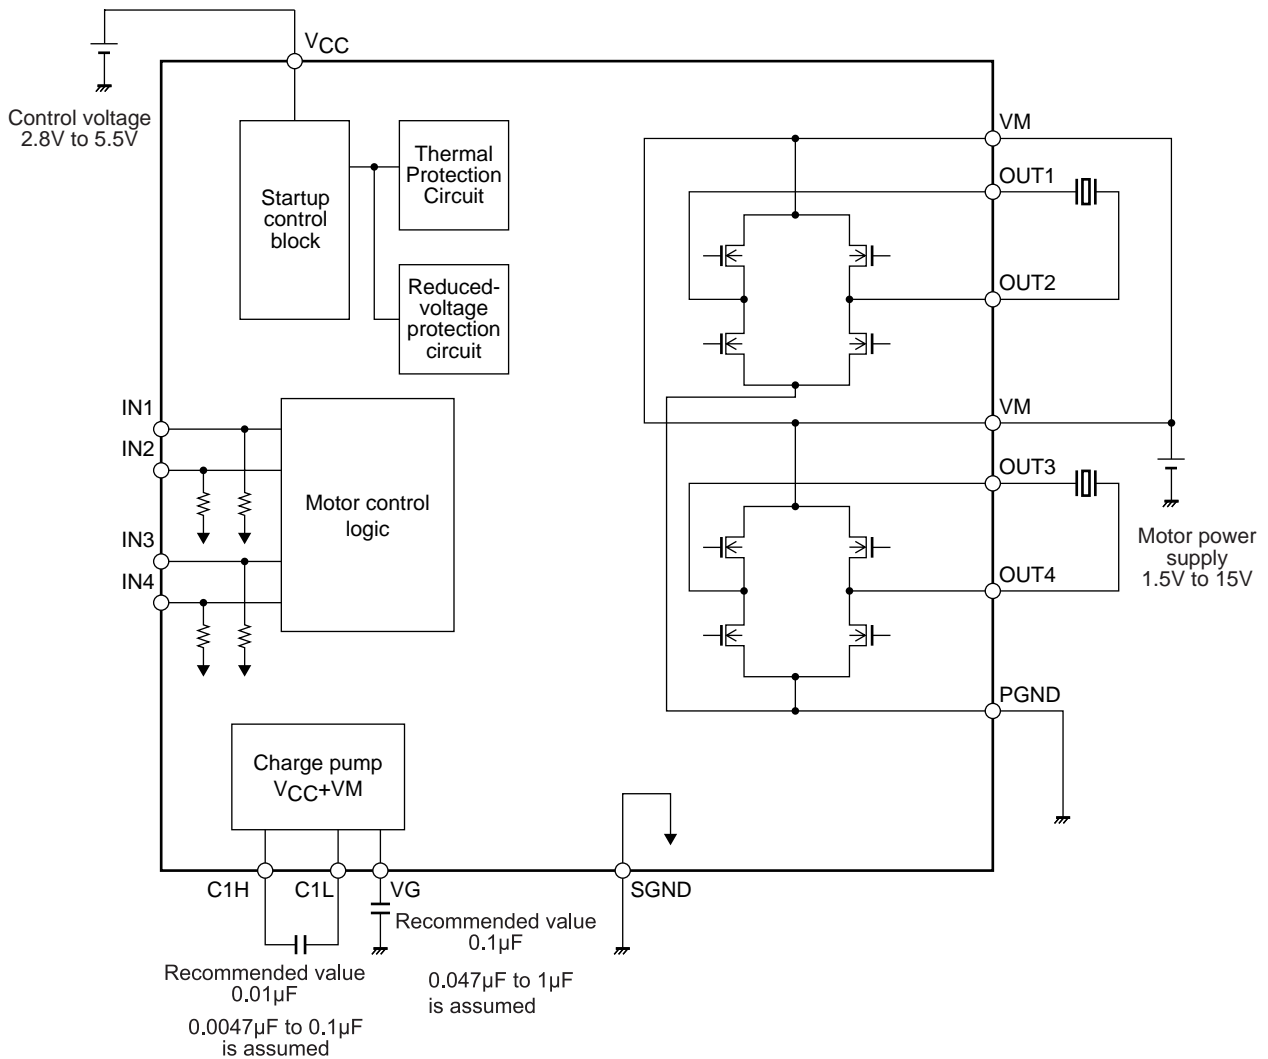 VCC
Control voltage
2.8V to 5.5V
Startup
control
block
Thermal
Protection
Circuit
Reduced-
voltage
protection
circuit
VM
OUT1
OUT2
VM
OUT3
OUT4
PGND
Motor power
supply
1.5V to 15V
IN1
IN2
IN3
IN4
Motor control
logic
Charge pump
VCC+VM
C1H
C1L
VG
SGND
Recommended value
0.1µF
0.047µF to 1µF
is assumed
Recommended value
0.01µF
0.0047µF to 0.1µF
is assumed